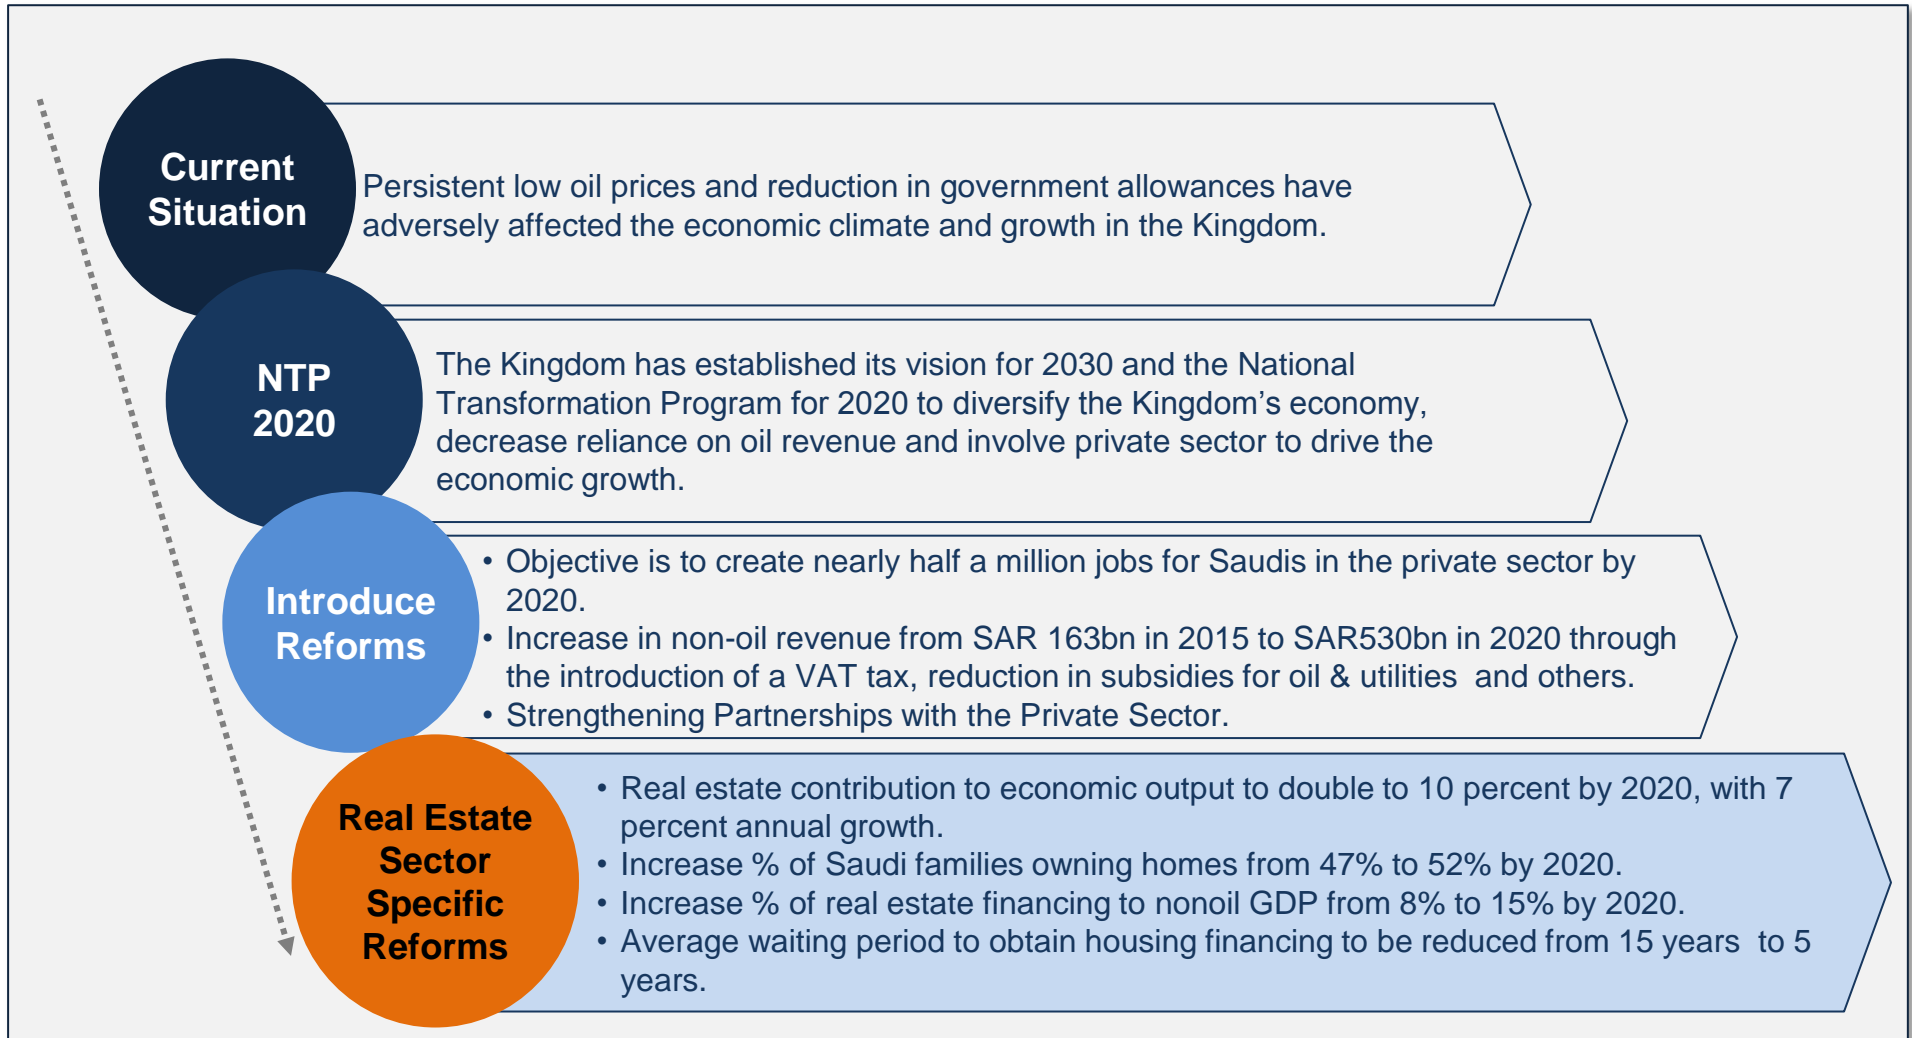 Current
Situation
Persistent low oil prices and reduction in government allowances have
adversely affected the economic climate and growth in the Kingdom.
NTP
2020
The Kingdom has established its vision for 2030 and the National
Transformation Program for 2020 to diversify the Kingdom’s economy,
decrease reliance on oil revenue and involve private sector to drive the
economic growth.
Introduce
Reforms
• Objective is to create nearly half a million jobs for Saudis in the private sector by
2020.
• Increase in non-oil revenue from SAR 163bn in 2015 to SAR530bn in 2020 through
the introduction of a VAT tax, reduction in subsidies for oil & utilities  and others.
• Strengthening Partnerships with the Private Sector.
Real Estate
Sector
Specific
Reforms
• Real estate contribution to economic output to double to 10 percent by 2020, with 7
percent annual growth.
• Increase % of Saudi families owning homes from 47% to 52% by 2020.
• Increase % of real estate financing to nonoil GDP from 8% to 15% by 2020.
• Average waiting period to obtain housing financing to be reduced from 15 years  to 5
years.